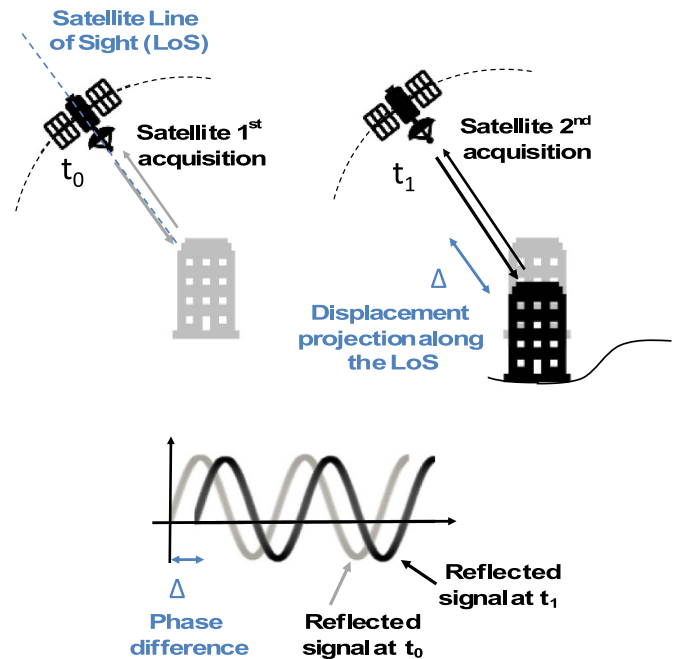 Satellite Line
of Sight (LoS)
Satellite 1st
acquisition
t0
Satellite 2nd
acquisition
t1
Δ
Displacement
projection along
the LoS
Δ
Phase
difference
Reflected
signal at t0
Reflected
signal at t1